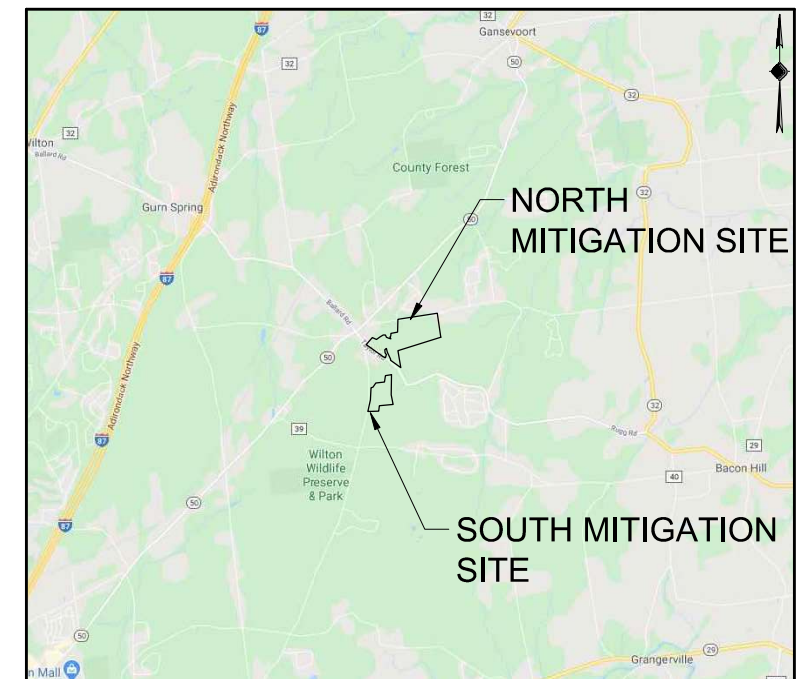 32
Gansevoort
87
32
50
32
Adirondack Northway
32
Wilton
Ballard Rd
County Forest
NORTH
MITIGATION SITE
32
Gurn Spring
50
87
Ballard Rd
50
Adirondack Northway
32
39
Rugg Rd
87
29
Wilton
Wildlife
Preserve
& Park
40
Bacon Hill
50
87
SOUTH MITIGATION
SITE
50
29
Grangerville
n Mall